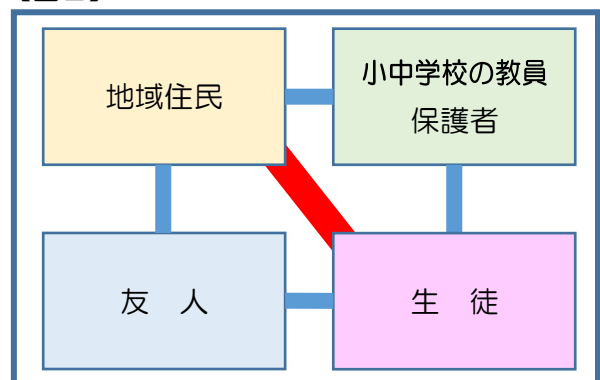 地域住民
小中学校の教員
保護者
友　人
生　徒